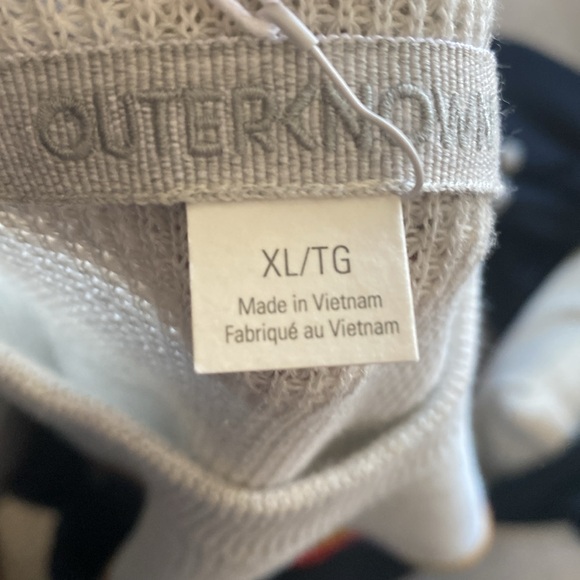 OUTERKNOWN
XL/TG
Made in Vietnam
Fabriqué au Vietnam